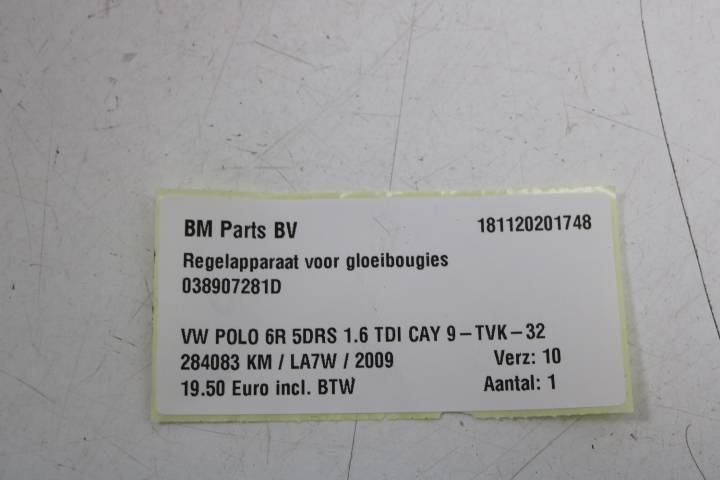 BM Parts BV 181120201748
Regelapparaat voor gloeibougies
038907281D
VW POLO 6R 5DRS 1.6 TDI CAY 9-TVK-32
284083 KM / LA7W / 2009 Verz: 10
19.50 Euro incl. BTW Aantal: 1